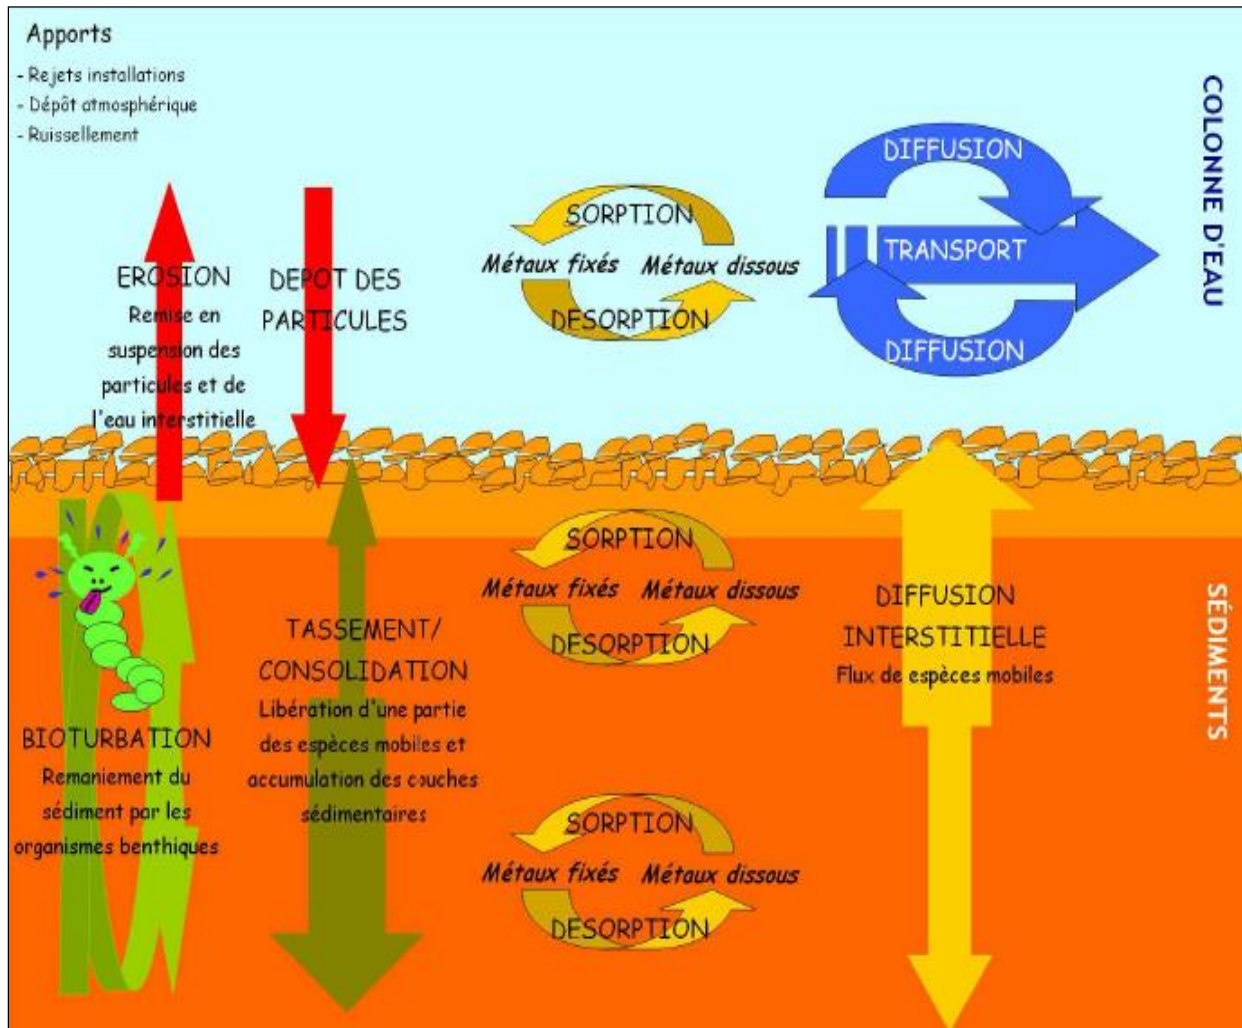 Apports
- Rejets installations
- Dépôt atmosphérique
- Ruissellement
COLONNE D'EAU
EROSION
Remise en
suspension des
particules et de
l'eau interstitielle
DEPOT DES
PARTICULES
SORPTION
Métaux fixés Métaux dissous
DESORPTION
DIFFUSION
TRANSPORT
DIFFUSION
BIOTURBATION
Remaniement du
sédiment par les
organismes benthiques
TASSEMENT/
CONSOLIDATION
Libération d'une partie
des espèces mobiles et
accumulation des couches
sédimentaires
SORPTION
Métaux fixés Métaux dissous
DESORPTION
SORPTION
Métaux fixés Métaux dissous
DESORPTION
DIFFUSION
INTERSTITIELLE
Flux de espèces mobiles
SÉDIMENTS